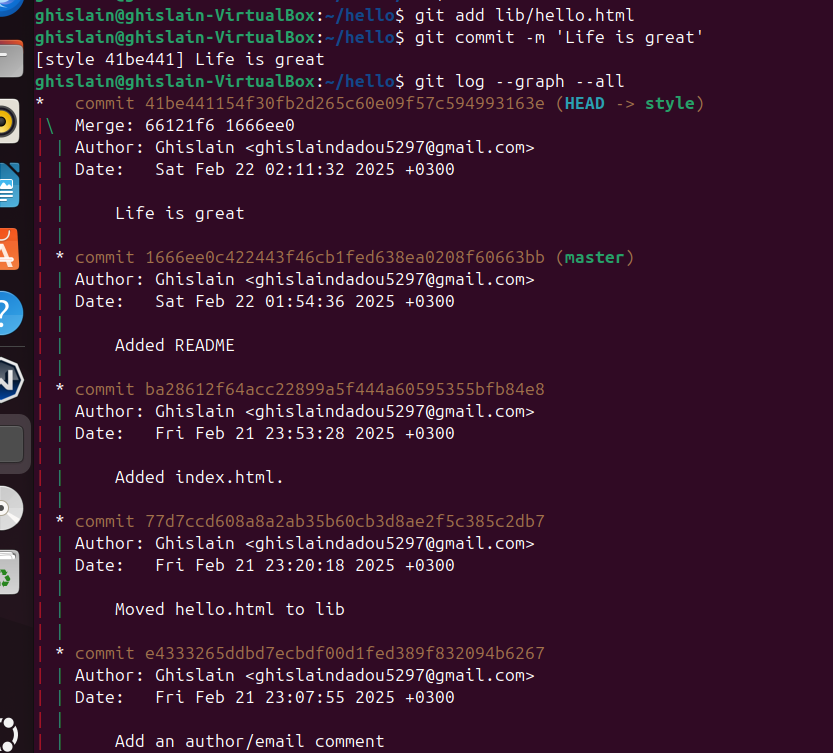 ghislain@ghislain-VirtualBox:~/hello$ git add lib/hello.html
ghislain@ghislain-VirtualBox:~/hello$ git commit -m 'Life is great'
[style 41be441] Life is great
ghislain@ghislain-VirtualBox:~/hello$ git log --graph --all
*   commit 41be441154f30fb2d265c60e09f57c594993163e (HEAD -> style)
|\  Merge: 66121f6 1666ee0
| | Author: Ghislain <ghislaindadou5297@gmail.com>
| | Date:   Sat Feb 22 02:11:32 2025 +0300
| |
| |     Life is great
| |
| * commit 1666ee0c422443f46cb1fed638ea0208f60663bb (master)
| | Author: Ghislain <ghislaindadou5297@gmail.com>
| | Date:   Sat Feb 22 01:54:36 2025 +0300
| |
| |     Added README
| |
| * commit ba28612f64acc22899a5f444a60595355bfb84e8
| | Author: Ghislain <ghislaindadou5297@gmail.com>
| | Date:   Fri Feb 21 23:53:28 2025 +0300
| |
| |     Added index.html.
| |
| * commit 77d7ccd608a8a2ab35b60cb3d8ae2f5c385c2db7
| | Author: Ghislain <ghislaindadou5297@gmail.com>
| | Date:   Fri Feb 21 23:20:18 2025 +0300
| |
| |     Moved hello.html to lib
| |
| * commit e4333265ddbd7ecbdf00d1fed389f832094b6267
| | Author: Ghislain <ghislaindadou5297@gmail.com>
| | Date:   Fri Feb 21 23:07:55 2025 +0300
| |
| |     Add an author/email comment